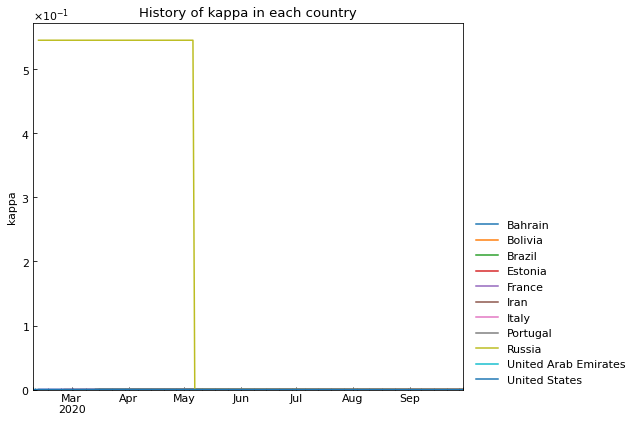 History of kappa in each country
×10⁻¹
5
4
3
2
1
0
kappa
Mar
2020
Apr
May
Jun
Jul
Aug
Sep
Bahrain
Bolivia
Brazil
Estonia
France
Iran
Italy
Portugal
Russia
United Arab Emirates
United States